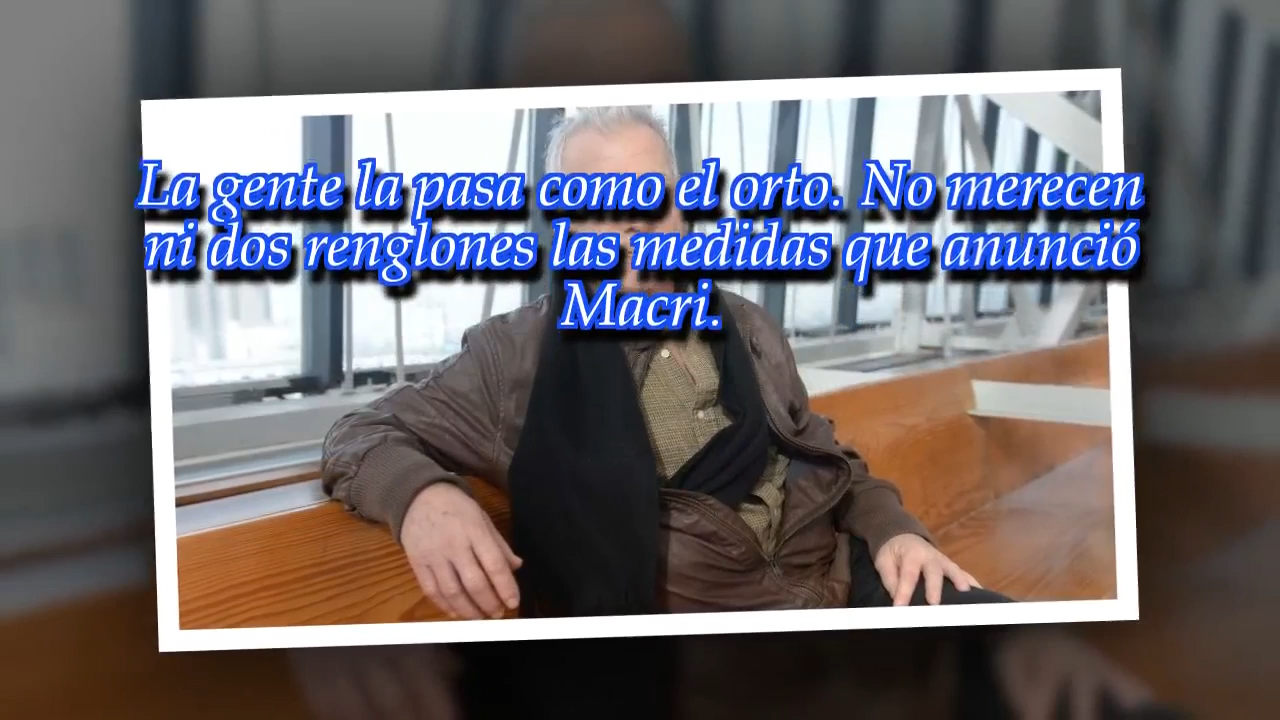 La gente la pasa como el orto. No merecen
ni dos renglones las medidas que anunció
Macri.